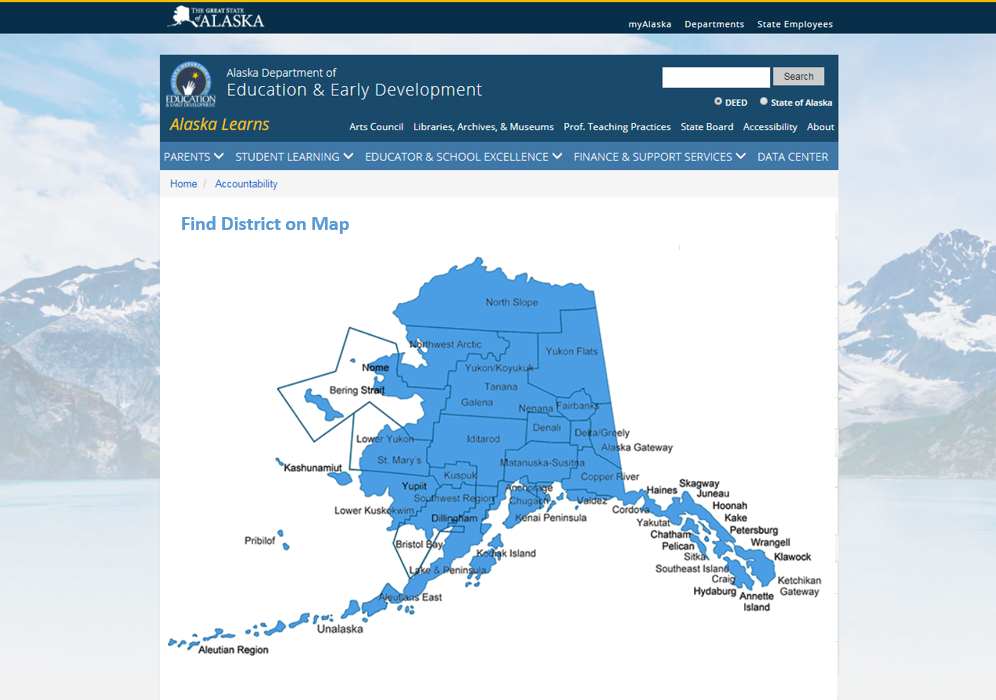 THE GREAT STATE
of ALASKA
myAlaska Departments State Employees
EDUCATION
& EARLY DEVELOPMENT
Alaska Department of
Education & Early Development
Search
DEED State of Alaska
Alaska Learns
Arts Council Libraries, Archives, & Museums Prof. Teaching Practices State Board Accessibility About
PARENTS STUDENT LEARNING EDUCATOR & SCHOOL EXCELLENCE FINANCE & SUPPORT SERVICES DATA CENTER
Home / Accountability
Find District on Map
North Slope
Northwest Arctic
Yukon Flats
Nome
Yukon/Koyukuk
Bering Strait
Tanana
Galena
Nenana
Fairbanks
Denali
Delta/Greely
Lower Yukon
Iditarod
Alaska Gateway
St. Mary's
Matanuska-Susitna
Kashunamiut
Kuspuk
Copper River
Yupiit
Anchorage
Southwest Region
Chugach
Valdez
Haines
Skagway
Juneau
Lower Kuskokwim
Dillingham
Kenai Peninsula
Cordova
Hoonah
Yakutat
Kake
Chatham
Petersburg
Pribilof
Bristol Bay
Pelican
Wrangell
Kodiak Island
Sitka
Klawock
Lake & Peninsula
Southeast Island
Craig
Ketchikan
Gateway
Hydaburg
Annette
Island
Aleutians East
Unalaska
Aleutian Region